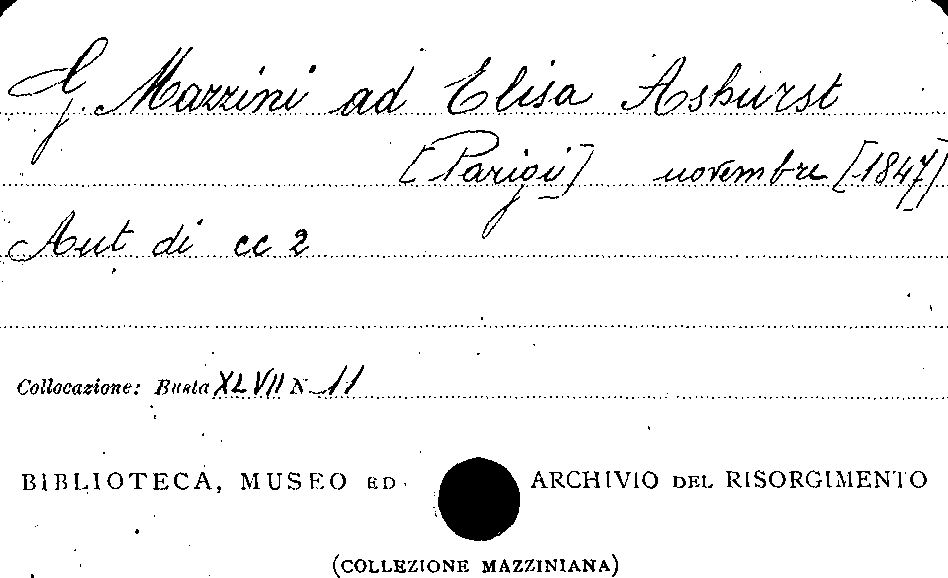 G. Mazzini ad Elisa Ashurst
[Parigi] novembre [1847]
Aut di cc 2
Collocazione: Busta XLVII N. 11
BIBLIOTECA, MUSEO ED ARCHIVIO DEL RISORGIMENTO
(COLLEZIONE MAZZINIANA)